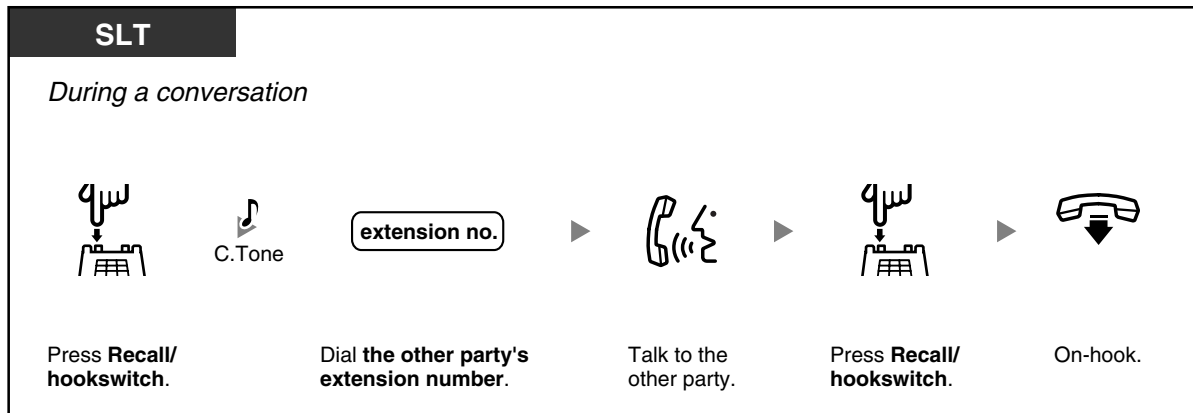 SLT
During a conversation
C.Tone
extension no.
Press Recall/
hookswitch.
Dial the other party's
extension number.
Talk to the
other party.
Press Recall/
hookswitch.
On-hook.